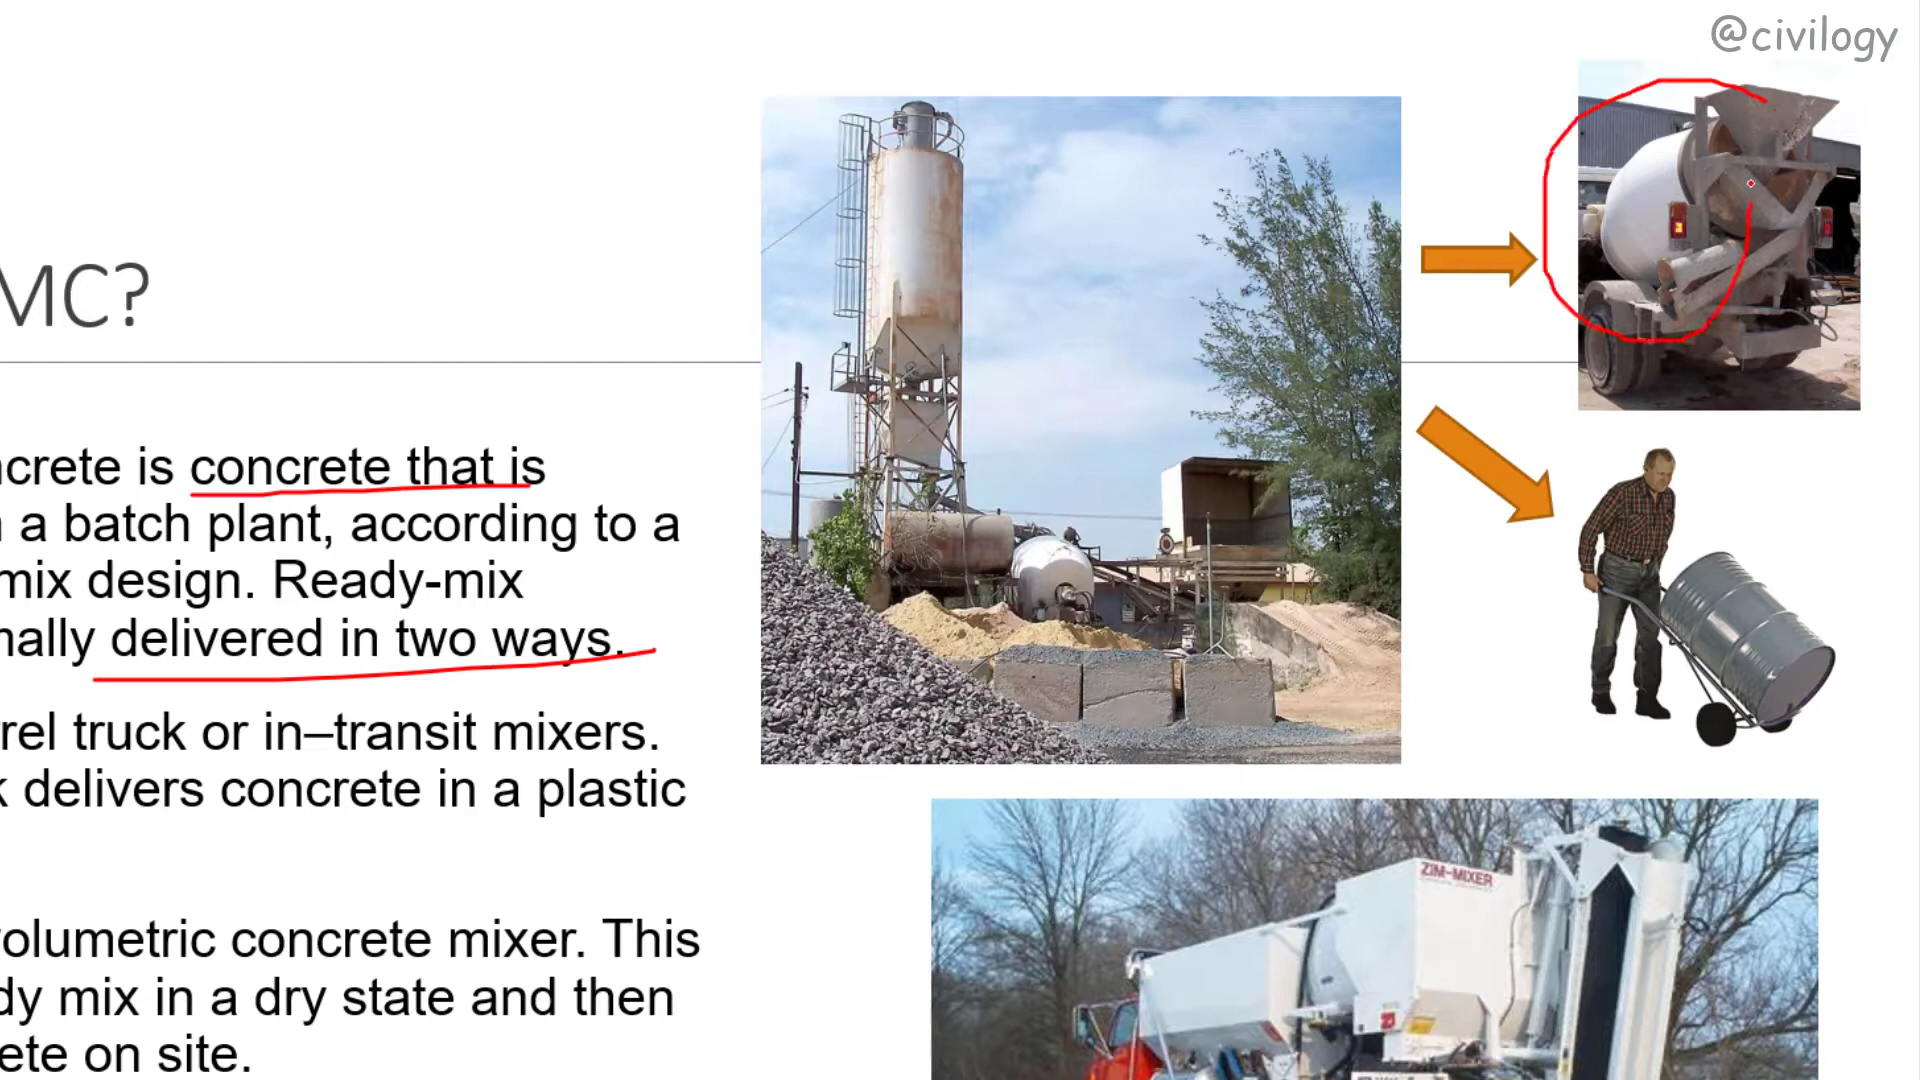 @civilogy
MC?
ncrete is concrete that is
a batch plant, according to a
mix design. Ready-mix
nally delivered in two ways.
rel truck or in–transit mixers.
k delivers concrete in a plastic
olumetric concrete mixer. This
dy mix in a dry state and then
ete on site.
ZIM-MIXER